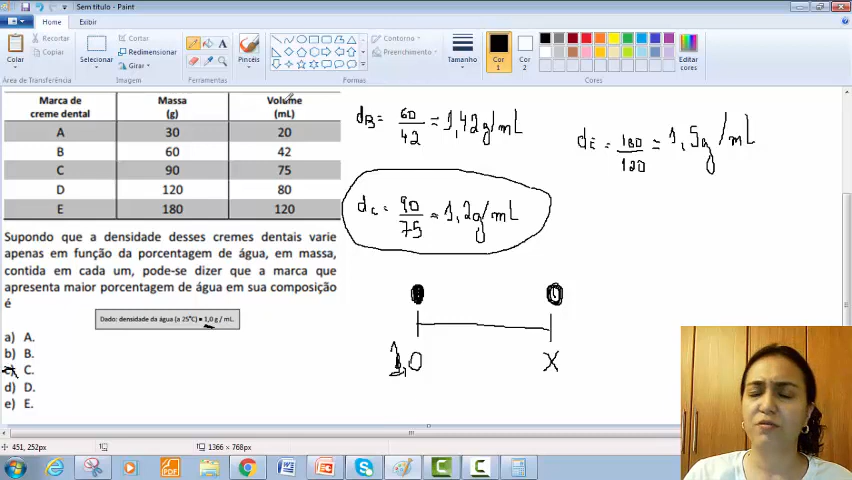 Sem título - Paint
Home Exibir
Colar
Recortar
Copiar
Área de Transferência
Selecionar
Cortar
Redimensionar
Girar
Imagem
Ferramentas
Pincéis
Formas
Contorno
Preenchimento
Tamanho
Cor 1
Cor 2
Cores
Editar cores
Marca de creme dental Massa (g) Volume (mL)
A 30 20
B 60 42
C 90 75
D 120 80
E 180 120
Supondo que a densidade desses cremes dentais varie
apenas em função da porcentagem de água, em massa,
contida em cada um, pode-se dizer que a marca que
apresenta maior porcentagem de água em sua composição
é
Dado: densidade da água (a 25°C) = 1,0 g / mL.
a) A.
b) B.
c) C.
d) D.
e) E.
dB = 60/42 = 1,42g/mL
dE = 180/120 = 1,5g/mL
dC = 90/75 = 1,2g/mL
1,0 X
451, 252px
1366 × 768px
100%